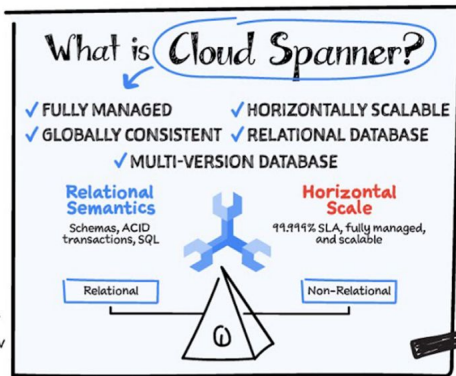 What is Cloud Spanner?
✓ FULLY MANAGED ✓ HORIZONTALLY SCALABLE
✓ GLOBALLY CONSISTENT ✓ RELATIONAL DATABASE
✓ MULTI-VERSION DATABASE
Relational
Semantics
Schemas, ACID
transactions, SQL
Horizontal
Scale
99.999% SLA, fully managed,
and scalable
Relational
Non-Relational